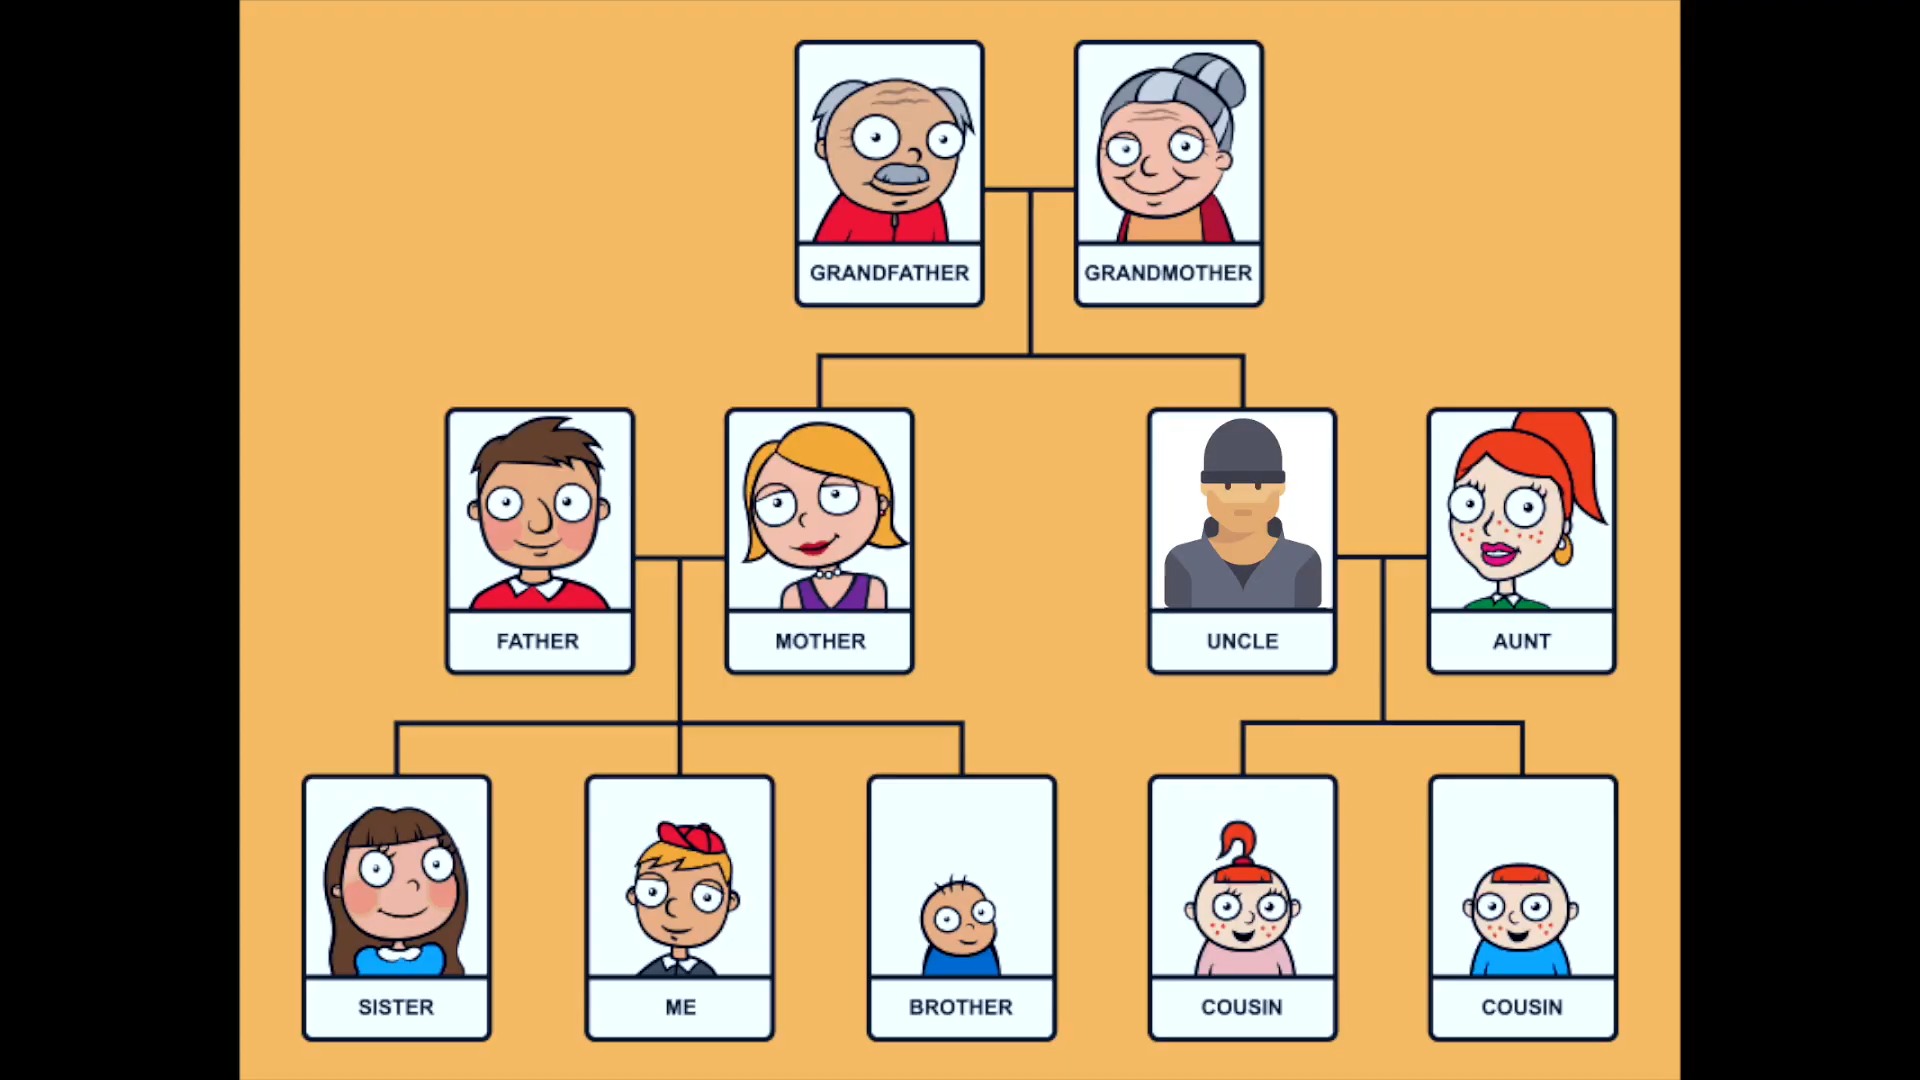 GRANDFATHER
GRANDMOTHER
FATHER
MOTHER
UNCLE
AUNT
SISTER
ME
BROTHER
COUSIN
COUSIN